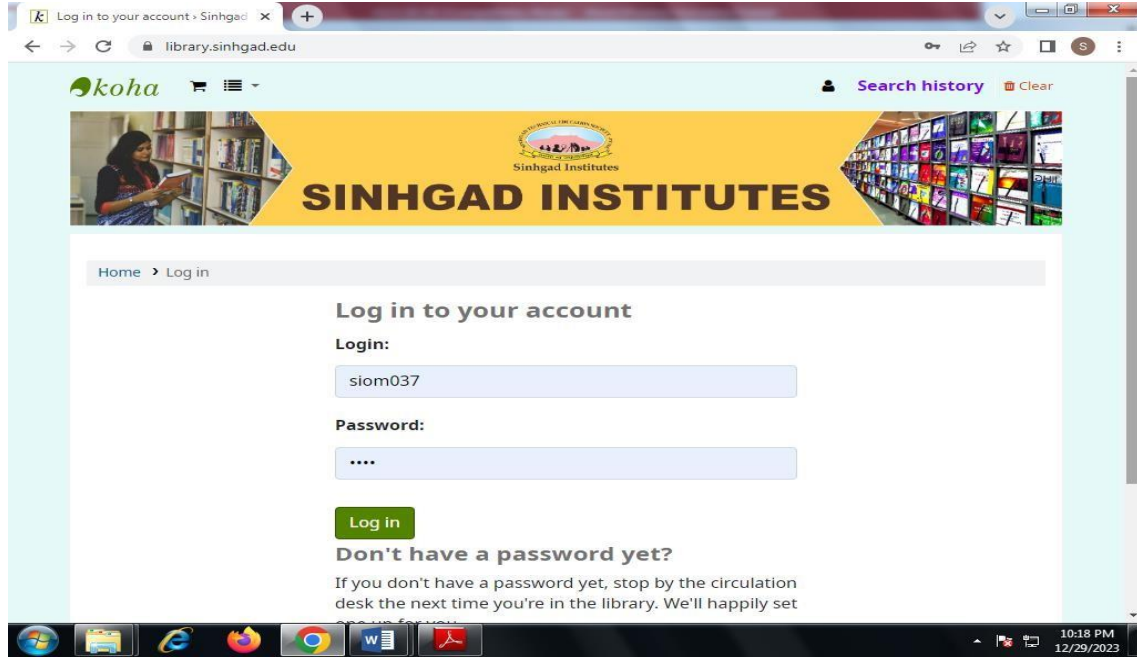 Log in to your account › Sinhgad
library.sinhgad.edu
S
koha
Search history Clear
Sinhgad Institutes
SINHGAD INSTITUTES
Home Log in
Log in to your account
Login:
siom037
Password:
••••
Log in
Don't have a password yet?
If you don't have a password yet, stop by the circulation
desk the next time you're in the library. We'll happily set
10:18 PM
12/29/2023